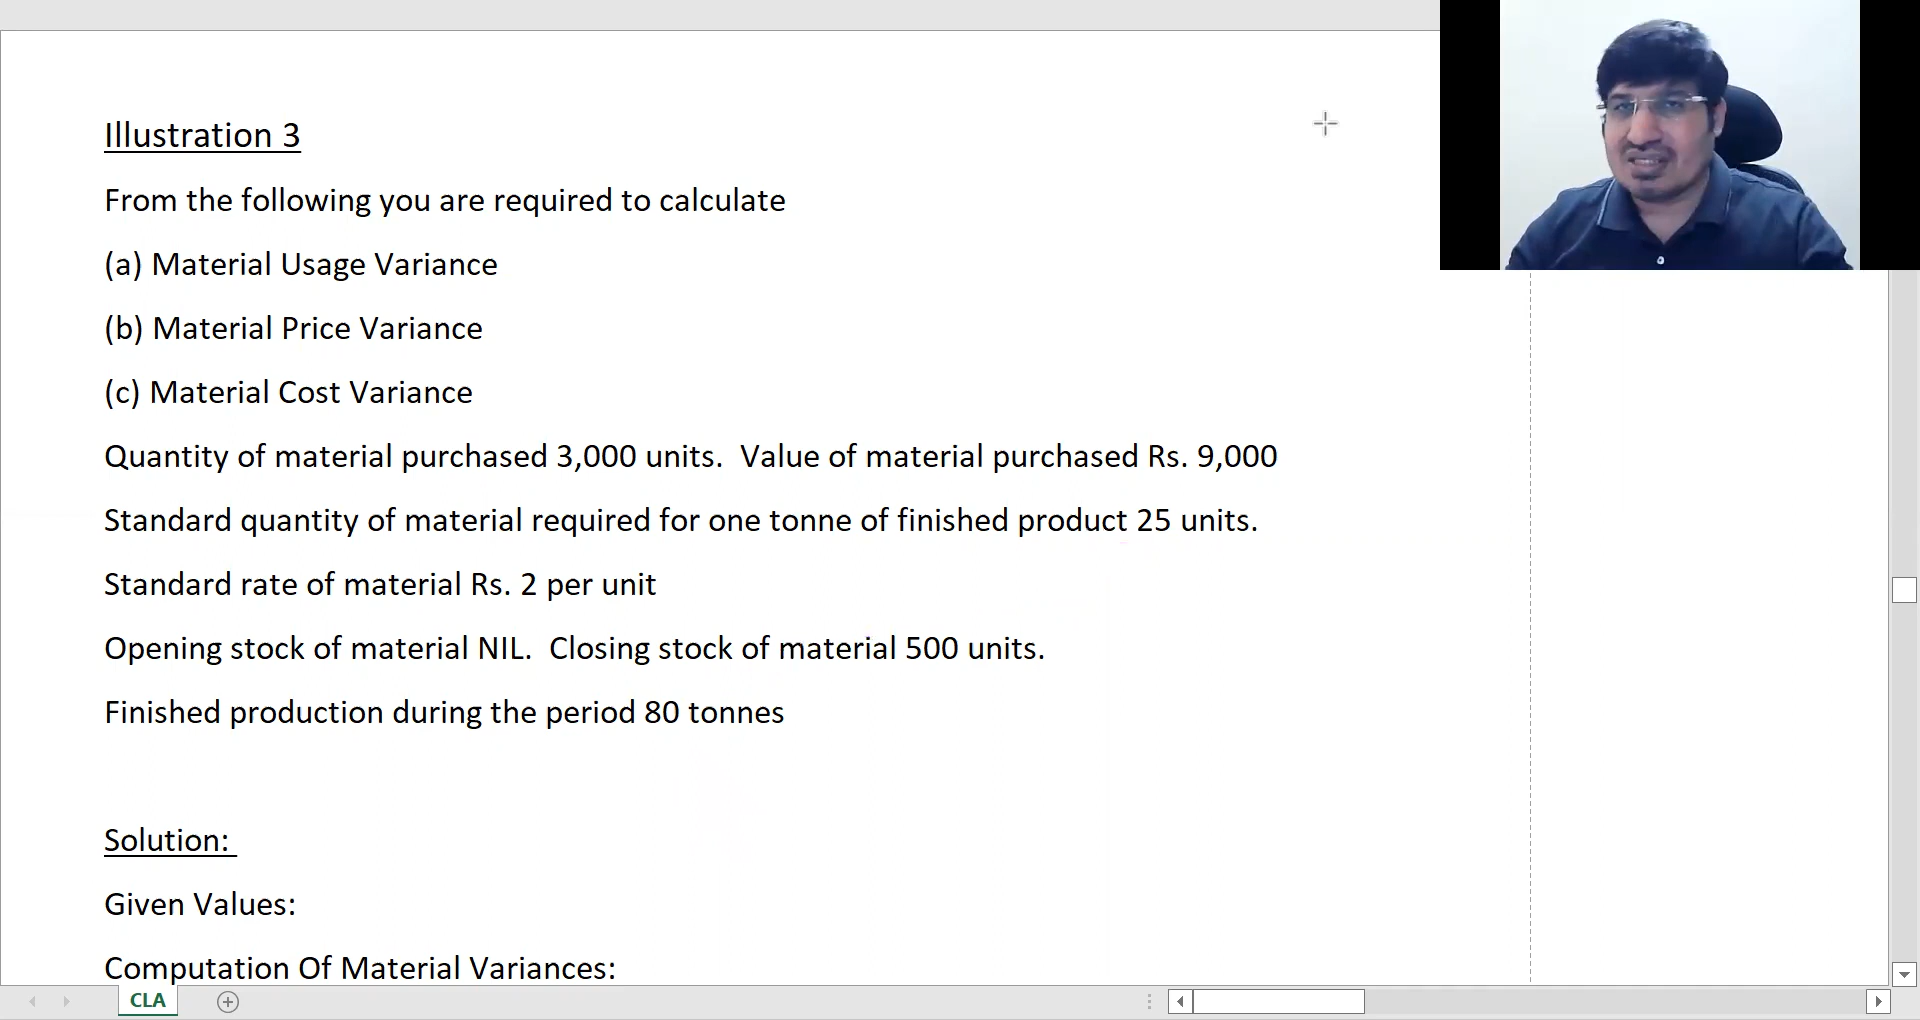 Illustration 3
From the following you are required to calculate
(a) Material Usage Variance
(b) Material Price Variance
(c) Material Cost Variance
Quantity of material purchased 3,000 units.  Value of material purchased Rs. 9,000
Standard quantity of material required for one tonne of finished product 25 units.
Standard rate of material Rs. 2 per unit
Opening stock of material NIL.  Closing stock of material 500 units.
Finished production during the period 80 tonnes
Solution:
Given Values:
Computation Of Material Variances:
CLA